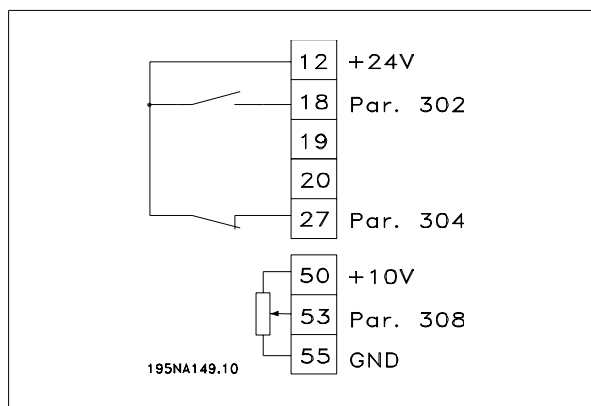 12 +24V
18 Par. 302
19
20
27 Par. 304
50 +10V
53 Par. 308
55 GND
195NA149.10